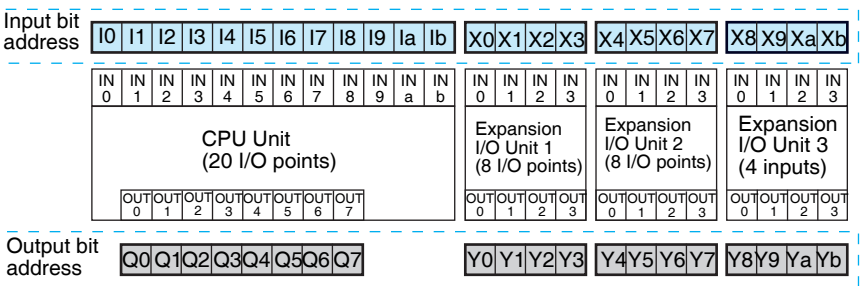 Input bit
address
I0 I1 I2 I3 I4 I5 I6 I7 I8 I9 Ia Ib X0 X1 X2 X3 X4 X5 X6 X7 X8 X9 Xa Xb
IN IN IN IN IN IN IN IN IN IN IN IN IN IN IN IN IN IN IN IN IN IN IN IN
0 1 2 3 4 5 6 7 8 9 a b 0 1 2 3 0 1 2 3 0 1 2 3
CPU Unit
(20 I/O points)
Expansion
I/O Unit 1
(8 I/O points)
Expansion
I/O Unit 2
(8 I/O points)
Expansion
I/O Unit 3
(4 inputs)
OUT OUT OUT OUT OUT OUT OUT OUT OUT OUT OUT OUT OUT OUT OUT OUT OUT OUT OUT OUT
0 1 2 3 4 5 6 7 0 1 2 3 0 1 2 3 0 1 2 3
Output bit
address
Q0 Q1 Q2 Q3 Q4 Q5 Q6 Q7 Y0 Y1 Y2 Y3 Y4 Y5 Y6 Y7 Y8 Y9 Ya Yb